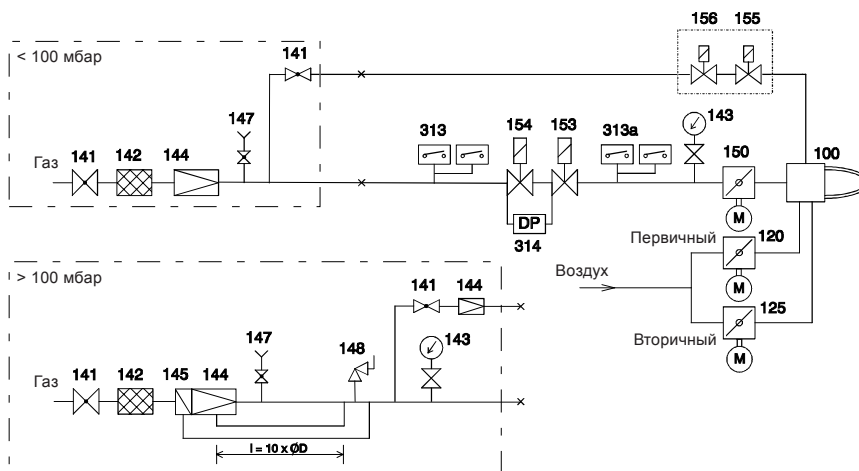 < 100 мбар
141
156 155
147
143
313
154 153
313a
Газ
141 142 144
150
100
M
DP
314
Первичный
120
M
Воздух
125
Вторичный
M
> 100 мбар
141 144
147
148
143
Газ
141 142 145 144
l = 10 x ØD